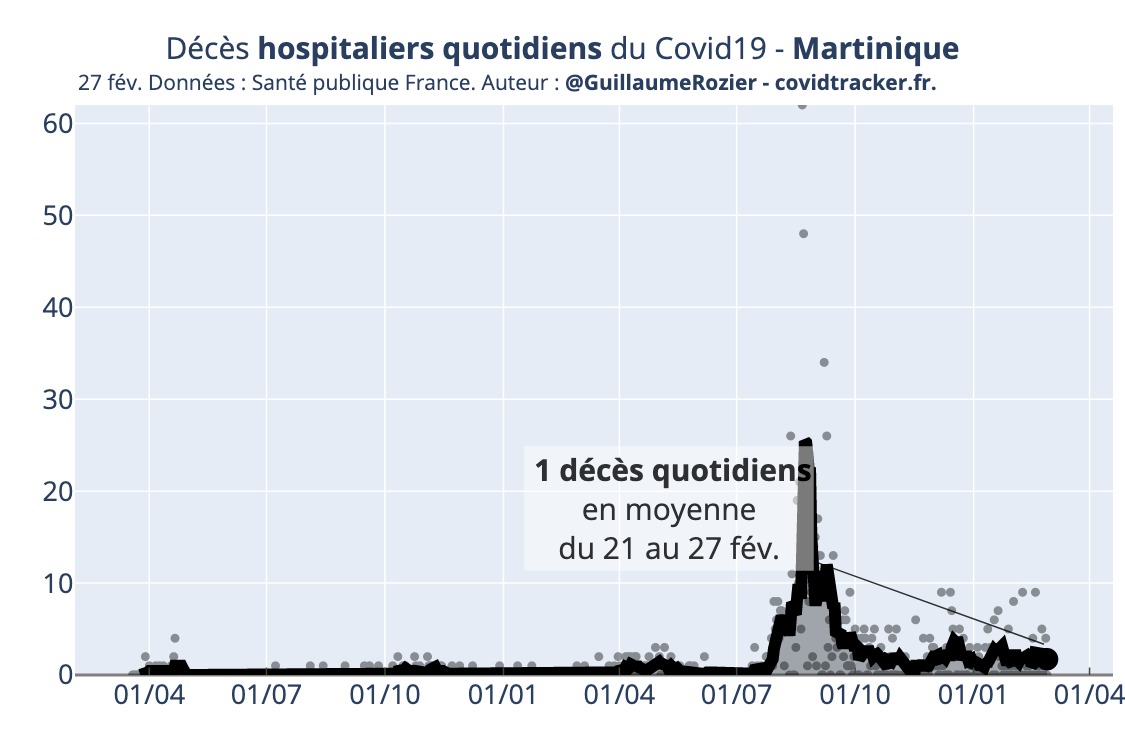 Décès hospitaliers quotidiens du Covid19 - Martinique
27 fév. Données : Santé publique France. Auteur : @GuillaumeRozier - covidtracker.fr.
60
50
40
30
20
10
0
1 décès quotidiens
en moyenne
du 21 au 27 fév.
01/04 01/07 01/10 01/01 01/04 01/07 01/10 01/01 01/04